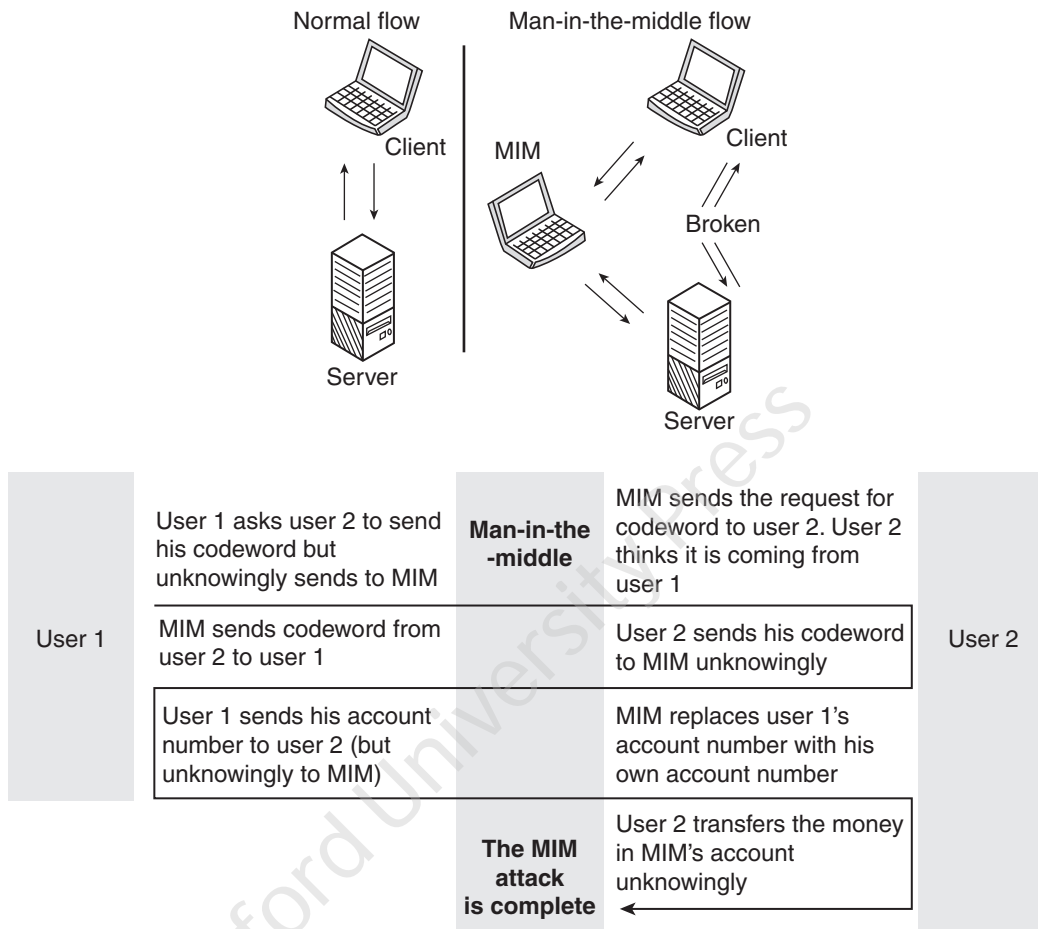 Normal flow
Man-in-the-middle flow
Client
Server
MIM
Client
Broken
Server
User 1
User 1 asks user 2 to send
his codeword but
unknowingly sends to MIM
Man-in-the
-middle
MIM sends the request for
codeword to user 2. User 2
thinks it is coming from
user 1
User 2
MIM sends codeword from
user 2 to user 1
User 2 sends his codeword
to MIM unknowingly
User 1 sends his account
number to user 2 (but
unknowingly to MIM)
MIM replaces user 1's
account number with his
own account number
The MIM
attack
is complete
User 2 transfers the money
in MIM's account
unknowingly
ford University Press